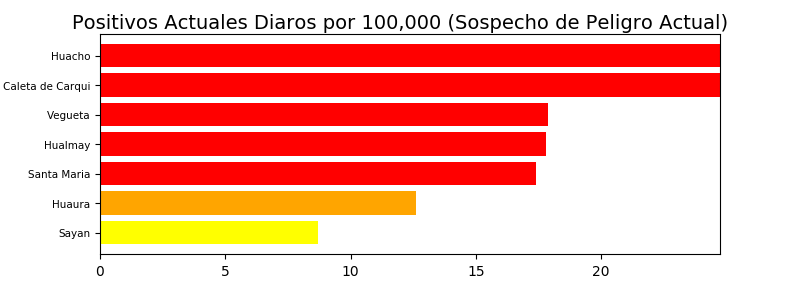 Positivos Actuales Diaros por 100,000 (Sospecho de Peligro Actual)
Huacho
Caleta de Carqui
Vegueta
Hualmay
Santa Maria
Huaura
Sayan
0 5 10 15 20